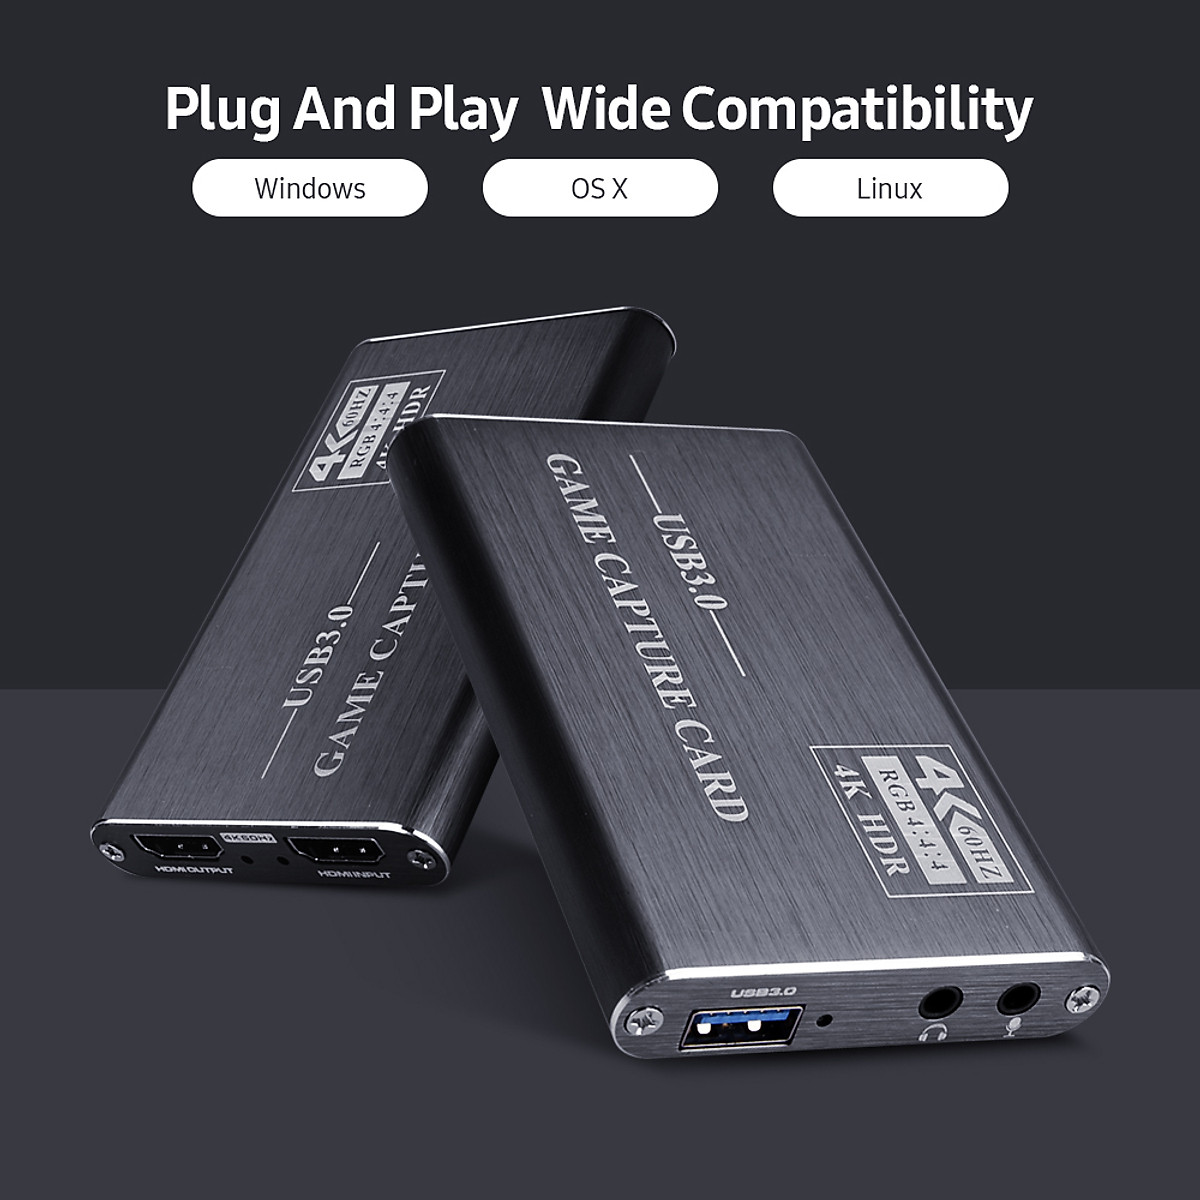 Plug And Play Wide Compatibility
Windows
OS X
Linux
4K 60HZ
RGB 4:4:4
4K HDR
USB3.0
GAME CAPTU
4K60Hz
HDMI OUTPUT
HDMI INPUT
USB3.0
GAME CAPTURE CARD
4K 60HZ
RGB 4:4:4
4K HDR
USB3.0